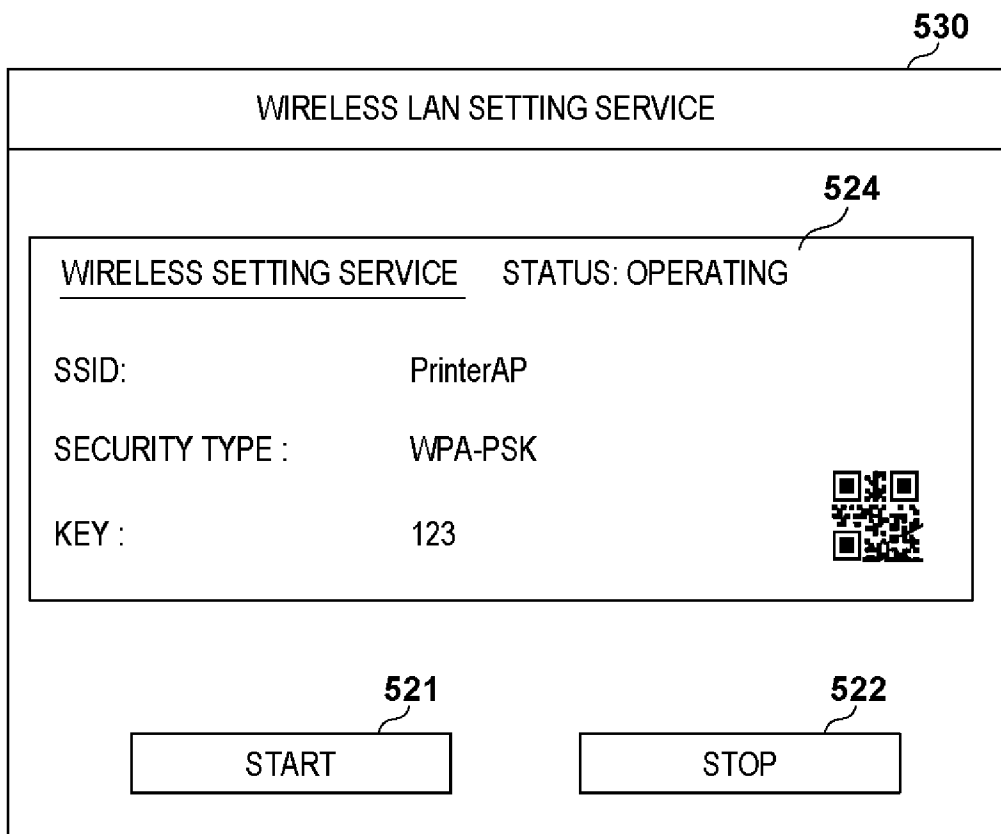 530
WIRELESS LAN SETTING SERVICE
524
WIRELESS SETTING SERVICE STATUS: OPERATING
SSID: PrinterAP
SECURITY TYPE : WPA-PSK
KEY : 123
521 522
START STOP